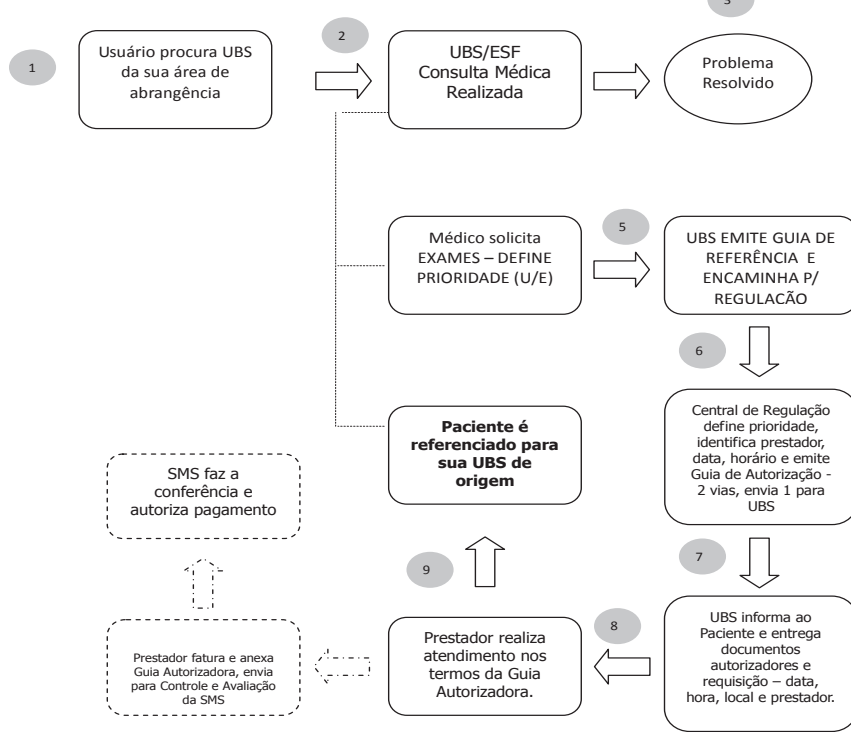 3
1
Usuário procura UBS
da sua área de
abrangência
2
UBS/ESF
Consulta Médica
Realizada
Problema
Resolvido
Médico solicita
EXAMES – DEFINE
PRIORIDADE (U/E)
5
UBS EMITE GUIA DE
REFERÊNCIA E
ENCAMINHA P/
REGULACÃO
6
Central de Regulação
define prioridade,
identifica prestador,
data, horário e emite
Guia de Autorização -
2 vias, envia 1 para
UBS
7
UBS informa ao
Paciente e entrega
documentos
autorizadores e
requisição – data,
hora, local e prestador.
8
Prestador realiza
atendimento nos
termos da Guia
Autorizadora.
9
Paciente é
referenciado para
sua UBS de
origem
Prestador fatura e anexa
Guia Autorizadora, envia
para Controle e Avaliação
da SMS
SMS faz a
conferência e
autoriza pagamento